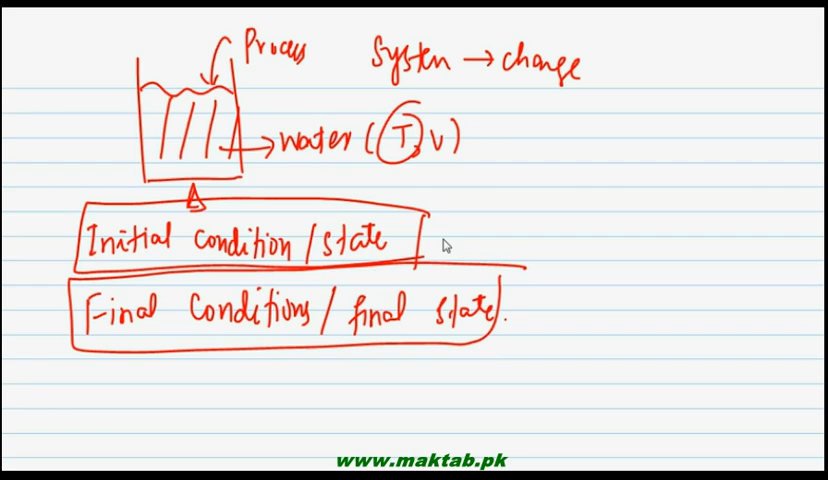 Process
System → change
water (T, v)
Initial condition / state
Final Conditions / final state.
www.maktab.pk